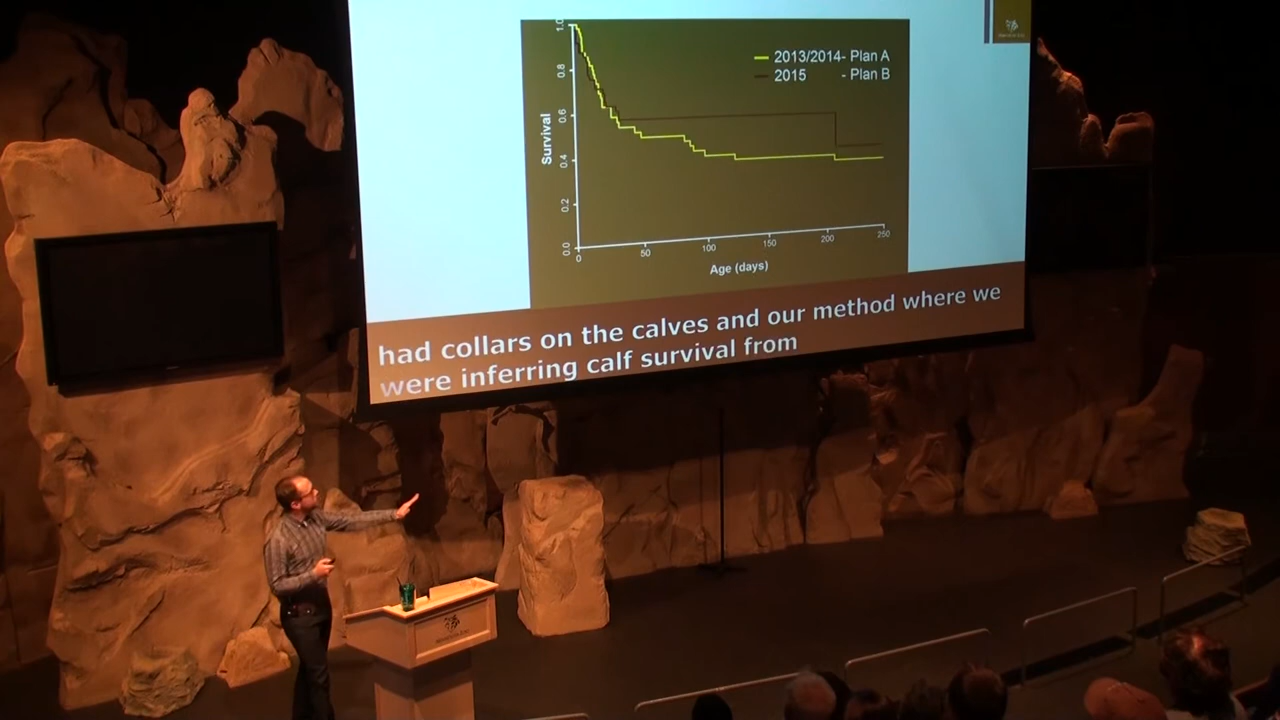 2013/2014- Plan A
2015 - Plan B
Survival
1.0
0.8
0.6
0.4
0.2
0.0
0
50
100
150
200
250
Age (days)
had collars on the calves and our method where we
were inferring calf survival from